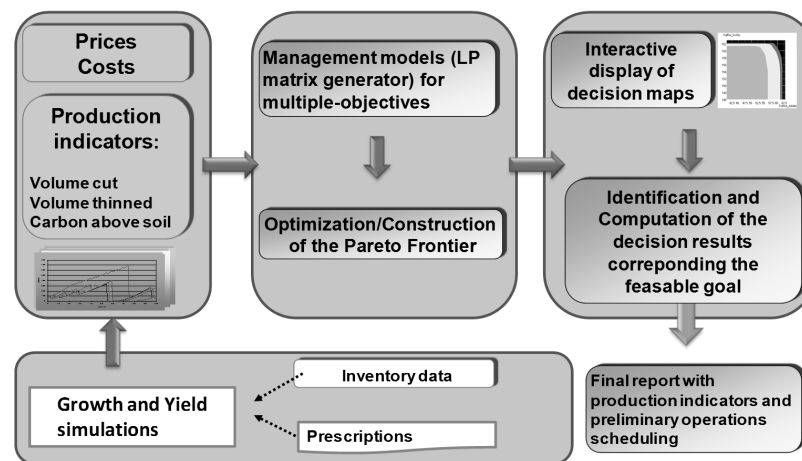 Prices
Costs
Production
indicators:
Volume cut
Volume thinned
Carbon above soil
Management models (LP
matrix generator) for
multiple-objectives
Optimization/Construction
of the Pareto Frontier
Interactive
display of
decision maps
Identification and
Computation of the
decision results
correponding the
feasable goal
Growth and Yield
simulations
Inventory data
Prescriptions
Final report with
production indicators and
preliminary operations
scheduling